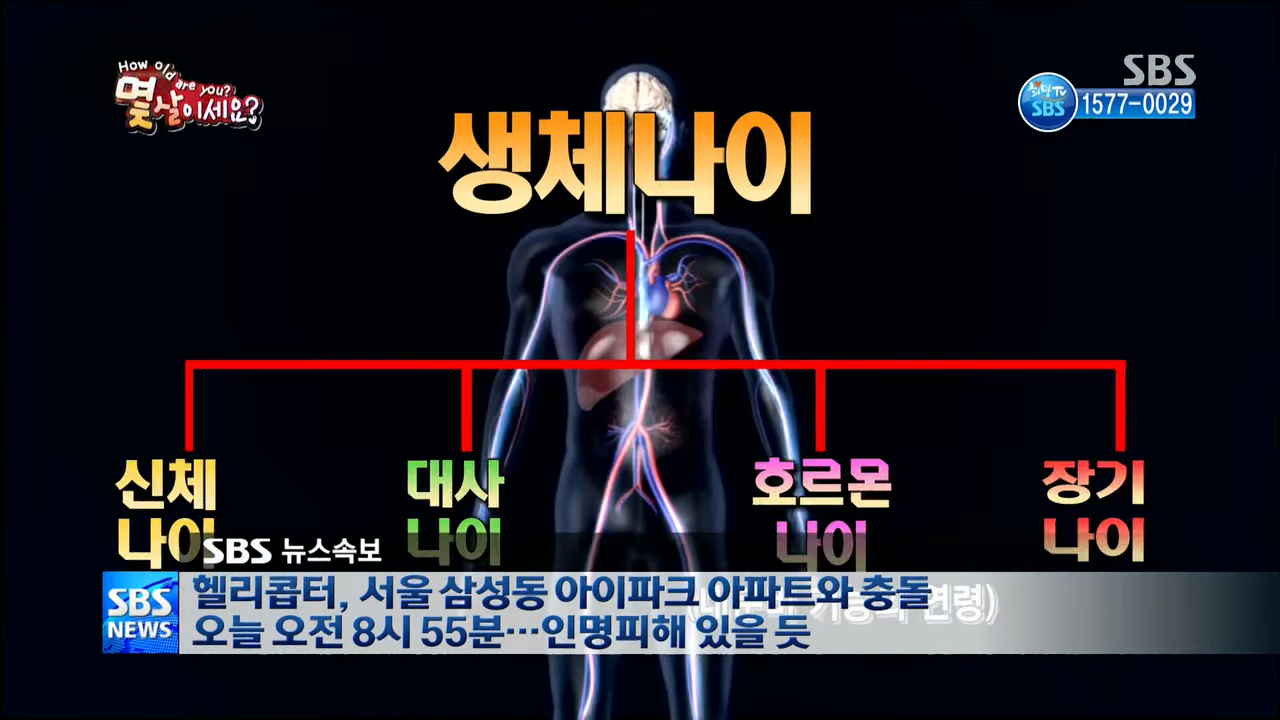 How old are you?
몇 살이세요?
SBS
희망TV
SBS
1577-0029
생체나이
신체
나이
대사
나이
호르몬
나이
장기
나이
SBS 뉴스속보
SBS
NEWS
헬리콥터, 서울 삼성동 아이파크 아파트와 충돌
오늘 오전 8시 55분…인명피해 있을 듯
연령)